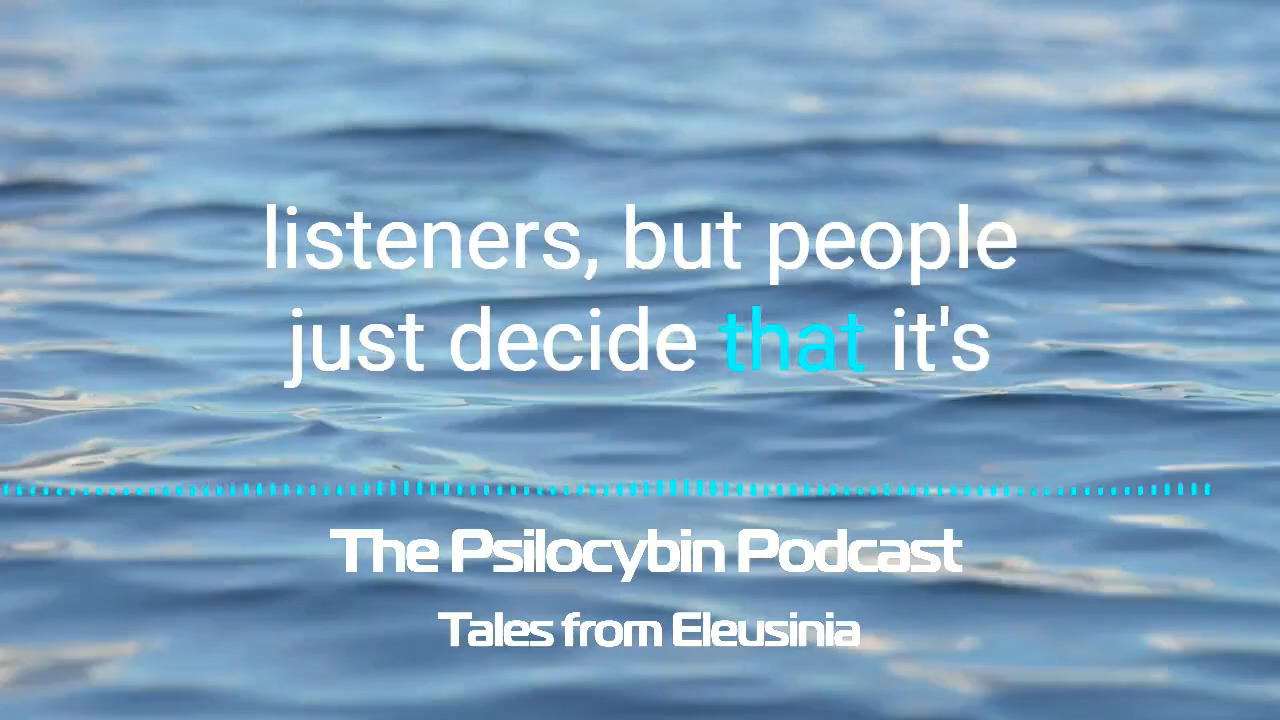 listeners, but people
just decide that it's
The Psilocybin Podcast
Tales from Eleusinia